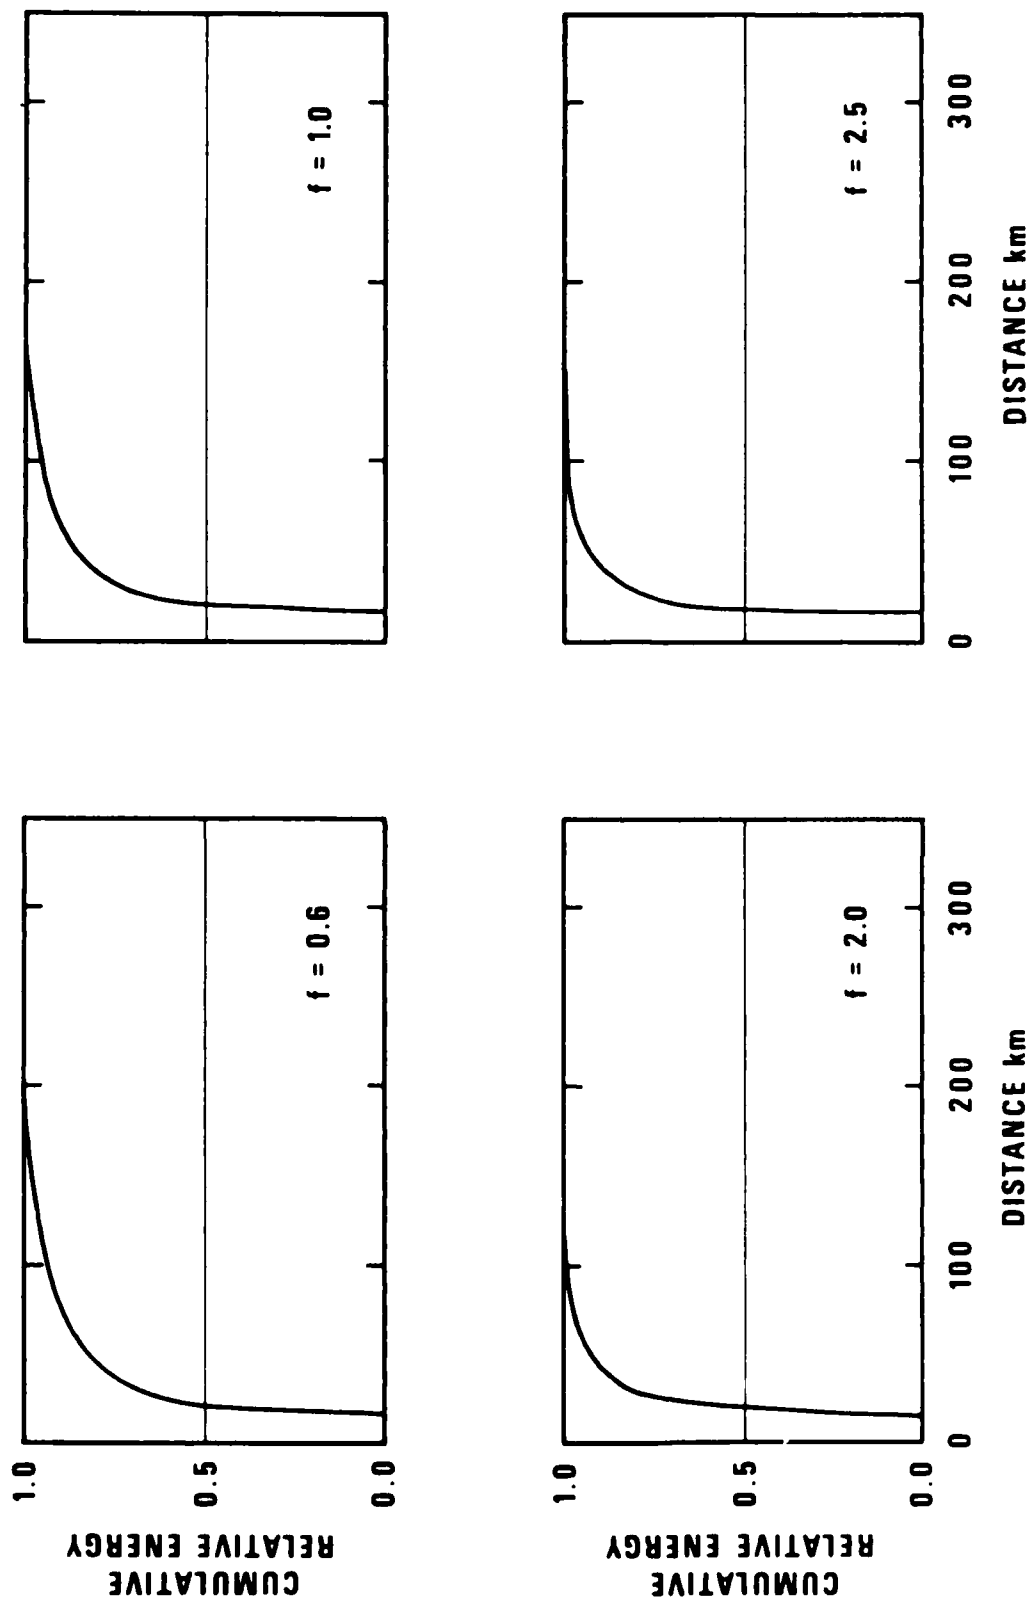 CUMULATIVE
RELATIVE ENERGY
1.0
0.5
0.0
f = 0.6
f = 1.0
CUMULATIVE
RELATIVE ENERGY
1.0
0.5
0.0
f = 2.0
f = 2.5
0 100 200 300
0 100 200 300
DISTANCE km
DISTANCE km